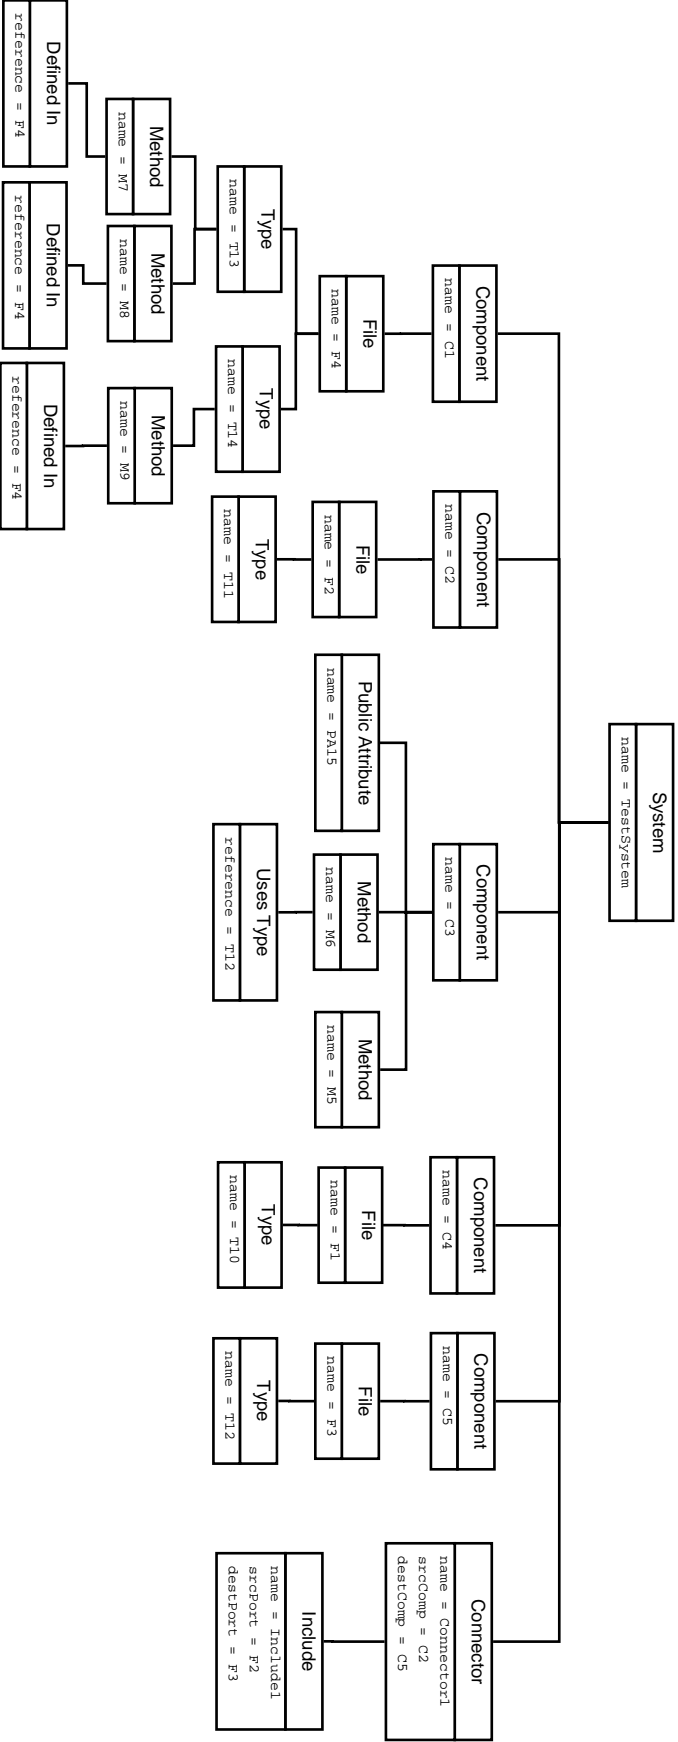 System
name = TestSystem
Component
name = C1
Component
name = C2
Component
name = C3
Component
name = C4
Component
name = C5
Connector
name = Connector1
srcComp = C2
destComp = C5
File
name = F4
File
name = F2
Public Attribute
name = PA15
Method
name = M6
Method
name = M5
File
name = F1
File
name = F3
Include
name = Include1
srcPort = F2
destPort = F3
Type
name = T13
Type
name = T14
Type
name = T11
Uses Type
reference = T12
Type
name = T10
Type
name = T12
Method
name = M7
Method
name = M8
Method
name = M9
Defined In
reference = F4
Defined In
reference = F4
Defined In
reference = F4